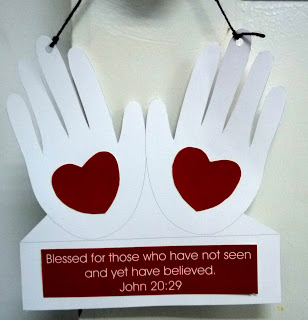 Blessed for those who have not seen
and yet have believed.
John 20:29